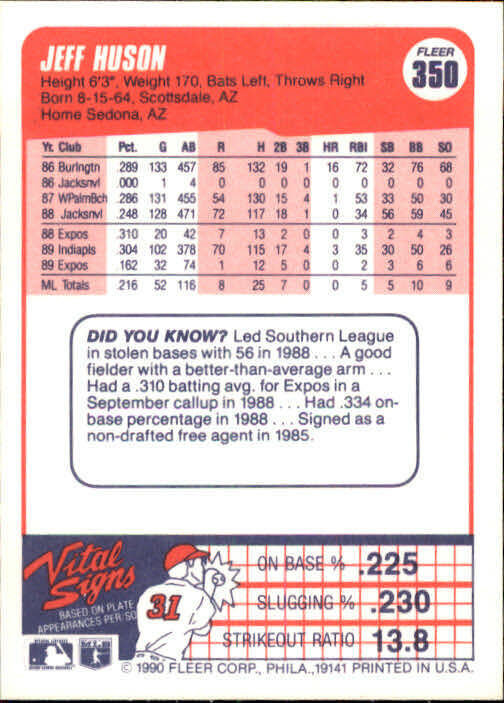 JEFF HUSON
FLEER
350
Height 6'3", Weight 170, Bats Left, Throws Right
Born 8-15-64, Scottsdale, AZ
Home Sedona, AZ
Yr. Club Pct. G AB R H 2B 3B HR RBI SB BB SO
86 Burlngtn .289 133 457 85 132 19 1 16 72 32 76 68
86 Jacksnvl .000 1 4 0 0 0 0 0 0 0 0 0
87 WPalmBch .286 131 455 54 130 15 4 1 53 33 50 30
88 Jacksnvl .248 128 471 72 117 18 1 0 34 56 59 45
88 Expos .310 20 42 7 13 2 0 0 3 2 4 3
89 Indiapls .304 102 378 70 115 17 4 3 35 30 50 26
89 Expos .162 32 74 1 12 5 0 0 2 3 6 6
ML Totals .216 52 116 8 25 7 0 0 5 5 10 9
DID YOU KNOW? Led Southern League
in stolen bases with 56 in 1988 . . . A good
fielder with a better-than-average arm . . .
Had a .310 batting avg. for Expos in a
September callup in 1988 . . . Had .334 on-
base percentage in 1988 . . . Signed as a
non-drafted free agent in 1985.
Vital
Signs
BASED ON PLATE
APPEARANCES PER/SO
31
ON BASE % .225
SLUGGING % .230
STRIKEOUT RATIO 13.8
© 1990 FLEER CORP., PHILA., 19141 PRINTED IN U.S.A.